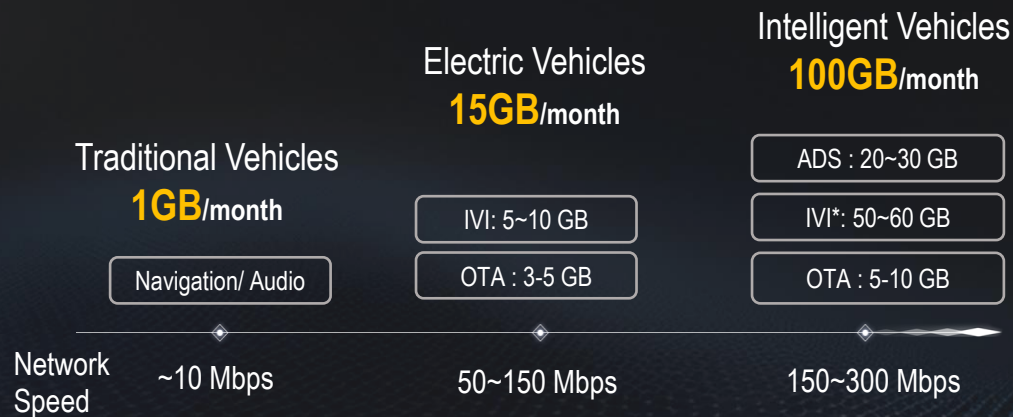 Traditional Vehicles
1GB/month
Navigation/ Audio
Electric Vehicles
15GB/month
IVI: 5~10 GB
OTA : 3-5 GB
Intelligent Vehicles
100GB/month
ADS : 20~30 GB
IVI*: 50~60 GB
OTA : 5-10 GB
Network
Speed
~10 Mbps
50~150 Mbps
150~300 Mbps